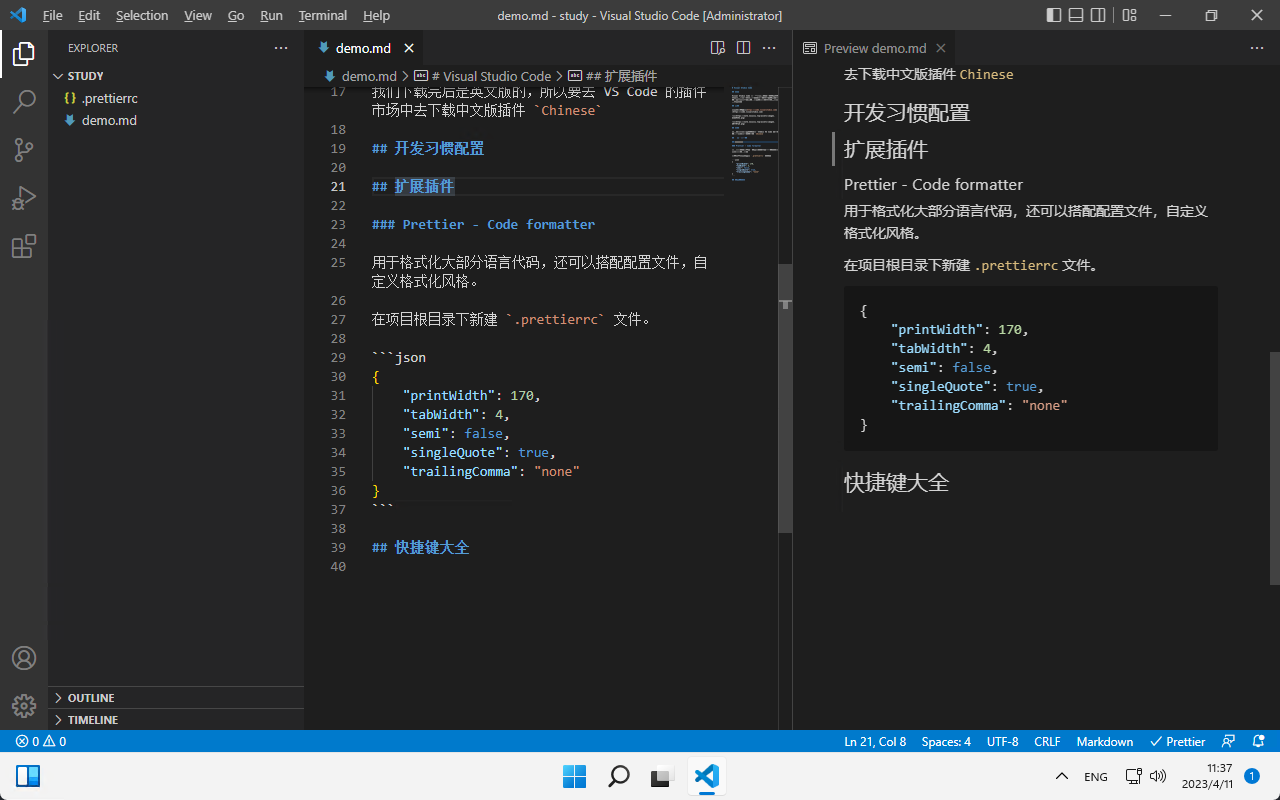 File Edit Selection View Go Run Terminal Help
demo.md - study - Visual Studio Code [Administrator]
EXPLORER
STUDY
{} .prettierrc
demo.md
OUTLINE
TIMELINE
demo.md
demo.md > # Visual Studio Code > ## 扩展插件
17 我们下载完后是英文版的，所以要去 VS Code 的插件
市场中去下载中文版插件 `Chinese`
18
19 ## 开发习惯配置
20
21 ## 扩展插件
22
23 ### Prettier - Code formatter
24
25 用于格式化大部分语言代码，还可以搭配配置文件，自
定义格式化风格。
26
27 在项目根目录下新建 `.prettierrc` 文件。
28
29 ```json
30 {
31 "printWidth": 170,
32 "tabWidth": 4,
33 "semi": false,
34 "singleQuote": true,
35 "trailingComma": "none"
36 }
37 ```
38
39 ## 快捷键大全
40
Preview demo.md
去下载中文版插件 Chinese
开发习惯配置
扩展插件
Prettier - Code formatter
用于格式化大部分语言代码，还可以搭配配置文件，自定义
格式化风格。
在项目根目录下新建 .prettierrc 文件。
{
"printWidth": 170,
"tabWidth": 4,
"semi": false,
"singleQuote": true,
"trailingComma": "none"
}
快捷键大全
0 0
Ln 21, Col 8 Spaces: 4 UTF-8 CRLF Markdown Prettier
ENG
11:37
2023/4/11
1